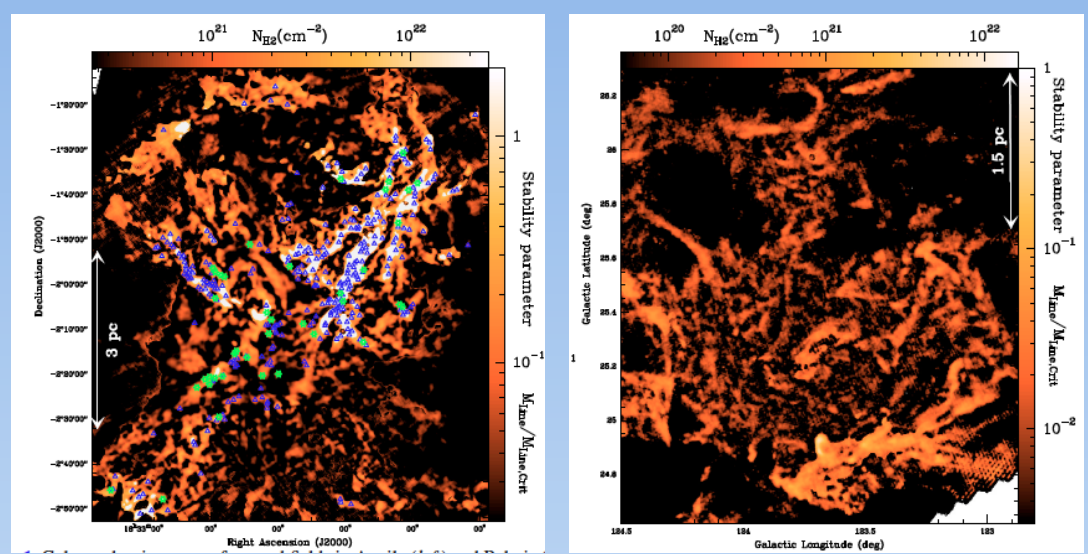 N_H2(cm⁻²)
10²¹
10²²
-1°20'00"
-1°30'00"
-1°40'00"
-1°50'00"
-2°00'00"
-2°10'00"
-2°20'00"
-2°30'00"
-2°40'00"
-2°50'00"
Declination (J2000)
3 pc
18ʰ33ᵐ00ˢ
00ˢ
00ˢ
00ˢ
00ˢ
Right Ascension (J2000)
1
10⁻¹
Stability parameter M_Line/M_Line,Crit
N_H2(cm⁻²)
10²⁰
10²¹
10²²
26.2
26
25.8
25.6
25.4
25
24.8
Galactic Latitude (deg)
1
1.5 pc
184.5
184
183.5
183
Galactic Longitude (deg)
1
10⁻¹
10⁻²
Stability parameter M_Line/M_Line,Crit